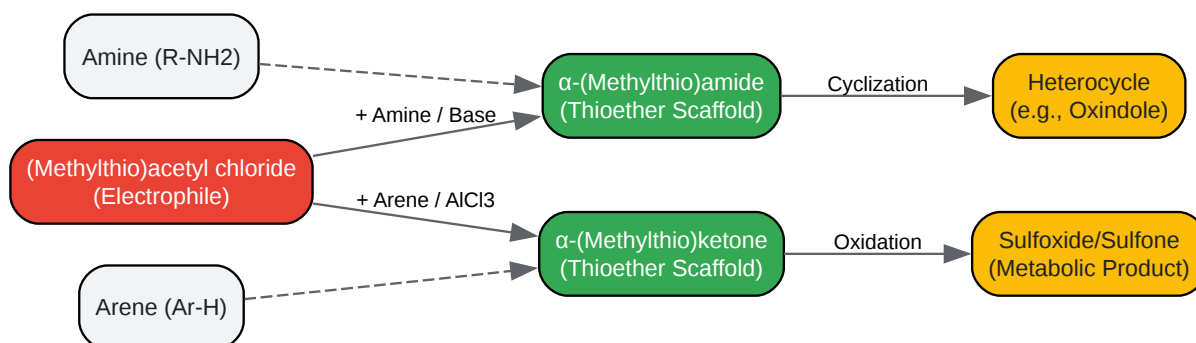 Amine (R-NH2)
α-(Methylthio)amide
(Thioether Scaffold)
Cyclization
Heterocycle
(e.g., Oxindole)
+ Amine / Base
(Methylthio)acetyl chloride
(Electrophile)
+ Arene / AlCl3
α-(Methylthio)ketone
(Thioether Scaffold)
Oxidation
Sulfoxide/Sulfone
(Metabolic Product)
Arene (Ar-H)